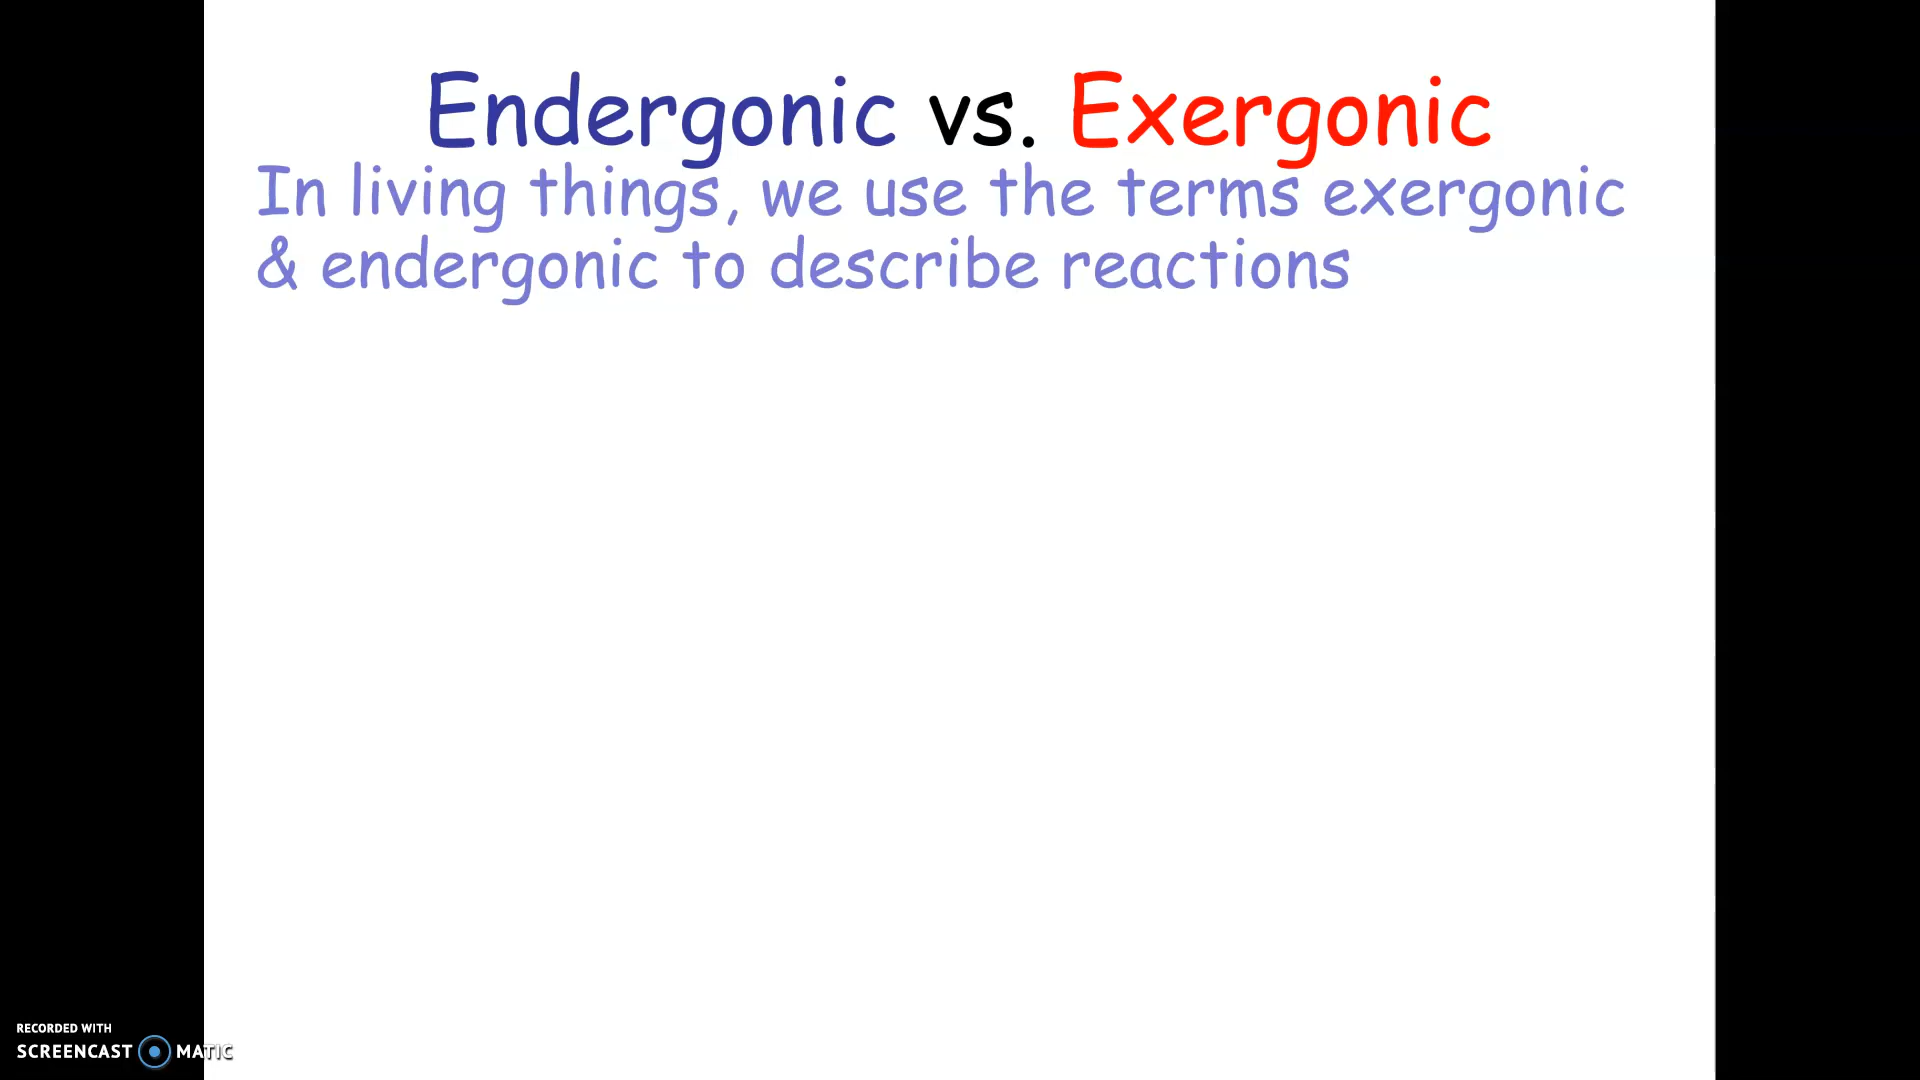 Endergonic vs. Exergonic
In living things, we use the terms exergonic
& endergonic to describe reactions
RECORDED WITH
SCREENCAST MATIC